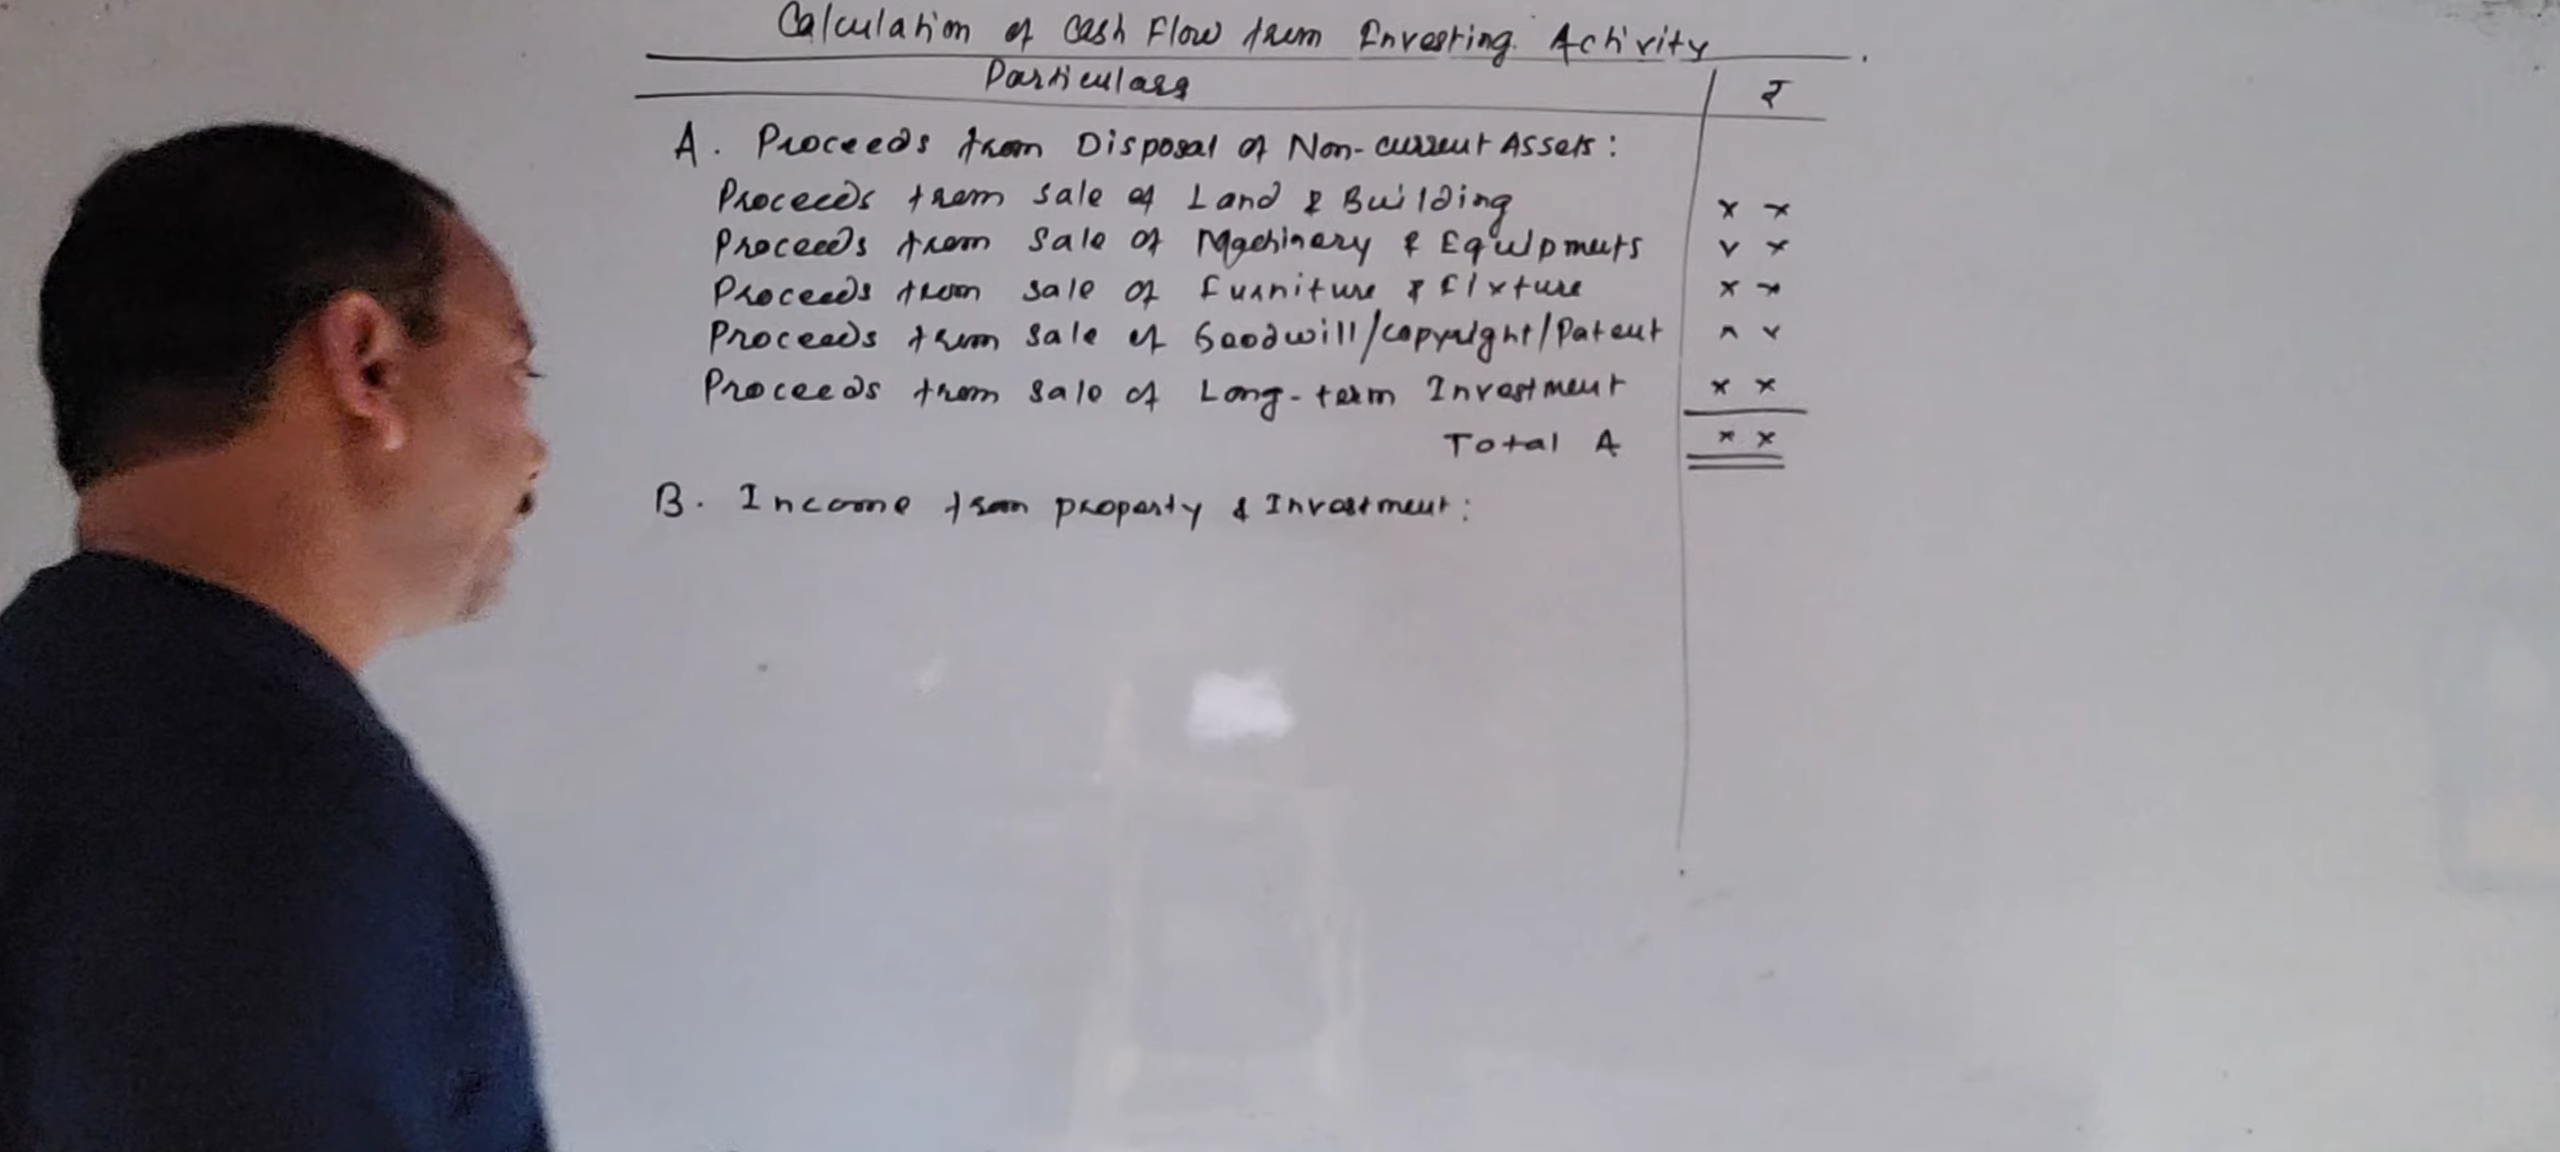 Calculation of Cash Flow from Investing Activity
Particulars ₹
A. Proceeds from Disposal of Non-current Assets:
Proceeds from sale of Land & Building x x
Proceeds from sale of Machinery & Equipments x x
Proceeds from sale of Furniture & Fixture x x
Proceeds from sale of Goodwill/copyright/Patent x x
Proceeds from sale of Long-term Investment x x
Total A x x
B. Income from property & Investment: